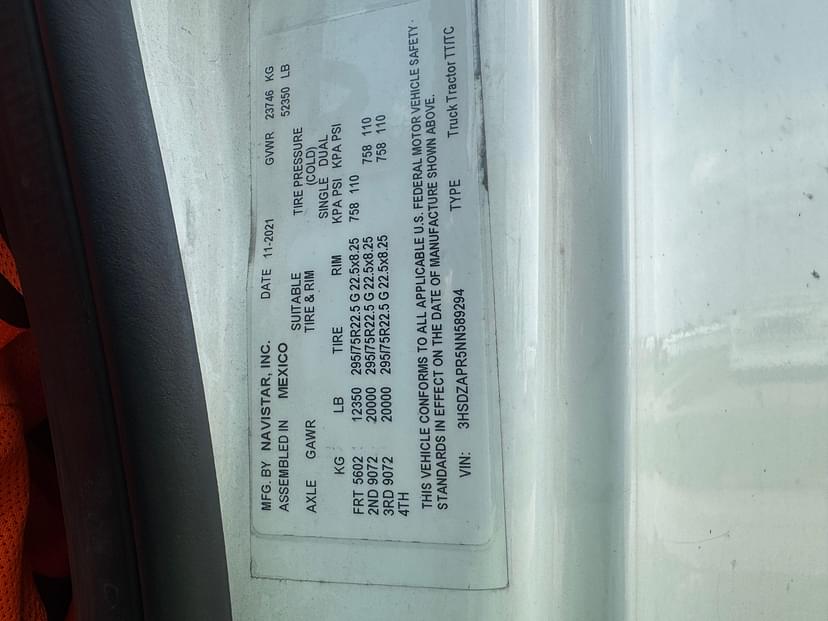 MFG. BY NAVISTAR, INC. DATE 11-2021 GVWR 23746 KG
ASSEMBLED IN MEXICO 52350 LB
SUITABLE TIRE PRESSURE
AXLE GAWR TIRE & RIM (COLD)
SINGLE DUAL
KG LB TIRE RIM KPA PSI KPA PSI
FRT 5602 12350 295/75R22.5 G 22.5x8.25 758 110
2ND 9072 20000 295/75R22.5 G 22.5x8.25 758 110
3RD 9072 20000 295/75R22.5 G 22.5x8.25 758 110
4TH
THIS VEHICLE CONFORMS TO ALL APPLICABLE U.S. FEDERAL MOTOR VEHICLE SAFETY
STANDARDS IN EFFECT ON THE DATE OF MANUFACTURE SHOWN ABOVE.
VIN: 3HSDZAPR5NN589294 TYPE Truck Tractor TT/TC